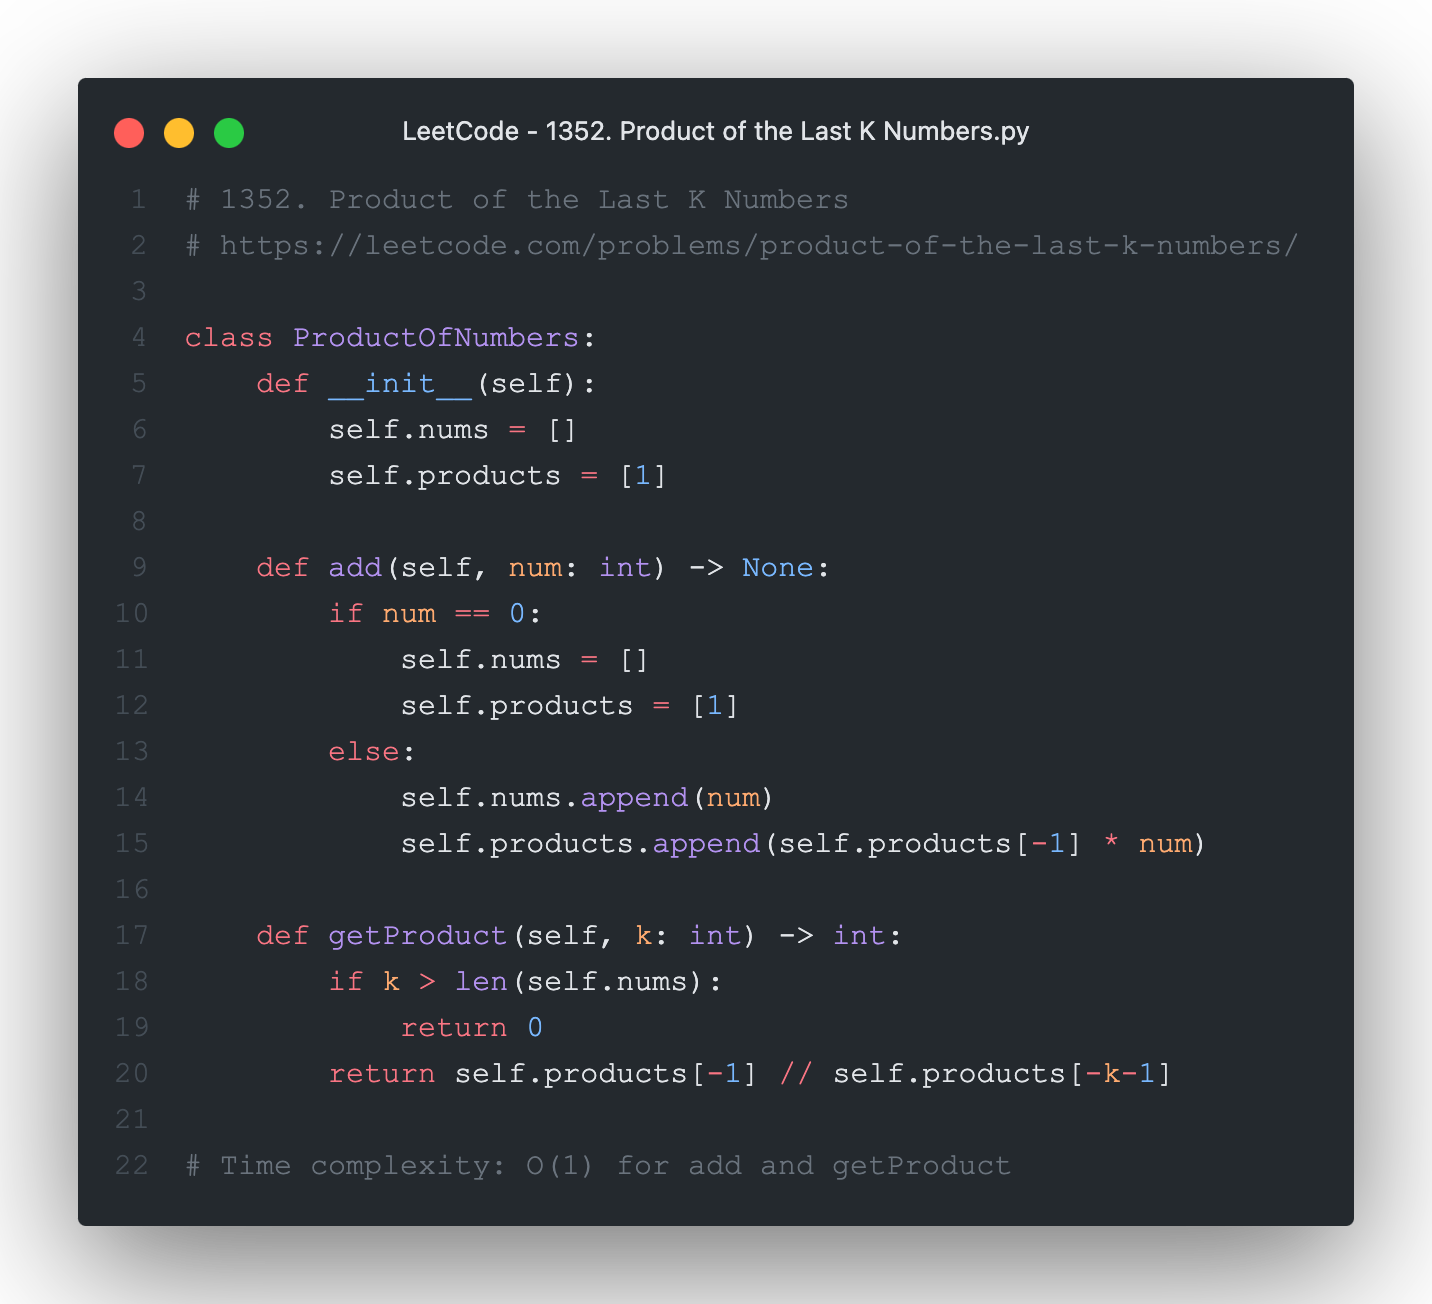 LeetCode - 1352. Product of the Last K Numbers.py
1 # 1352. Product of the Last K Numbers
2 # https://leetcode.com/problems/product-of-the-last-k-numbers/
3
4 class ProductOfNumbers:
5     def __init__(self):
6         self.nums = []
7         self.products = [1]
8
9     def add(self, num: int) -> None:
10         if num == 0:
11             self.nums = []
12             self.products = [1]
13         else:
14             self.nums.append(num)
15             self.products.append(self.products[-1] * num)
16
17     def getProduct(self, k: int) -> int:
18         if k > len(self.nums):
19             return 0
20         return self.products[-1] // self.products[-k-1]
21
22 # Time complexity: O(1) for add and getProduct